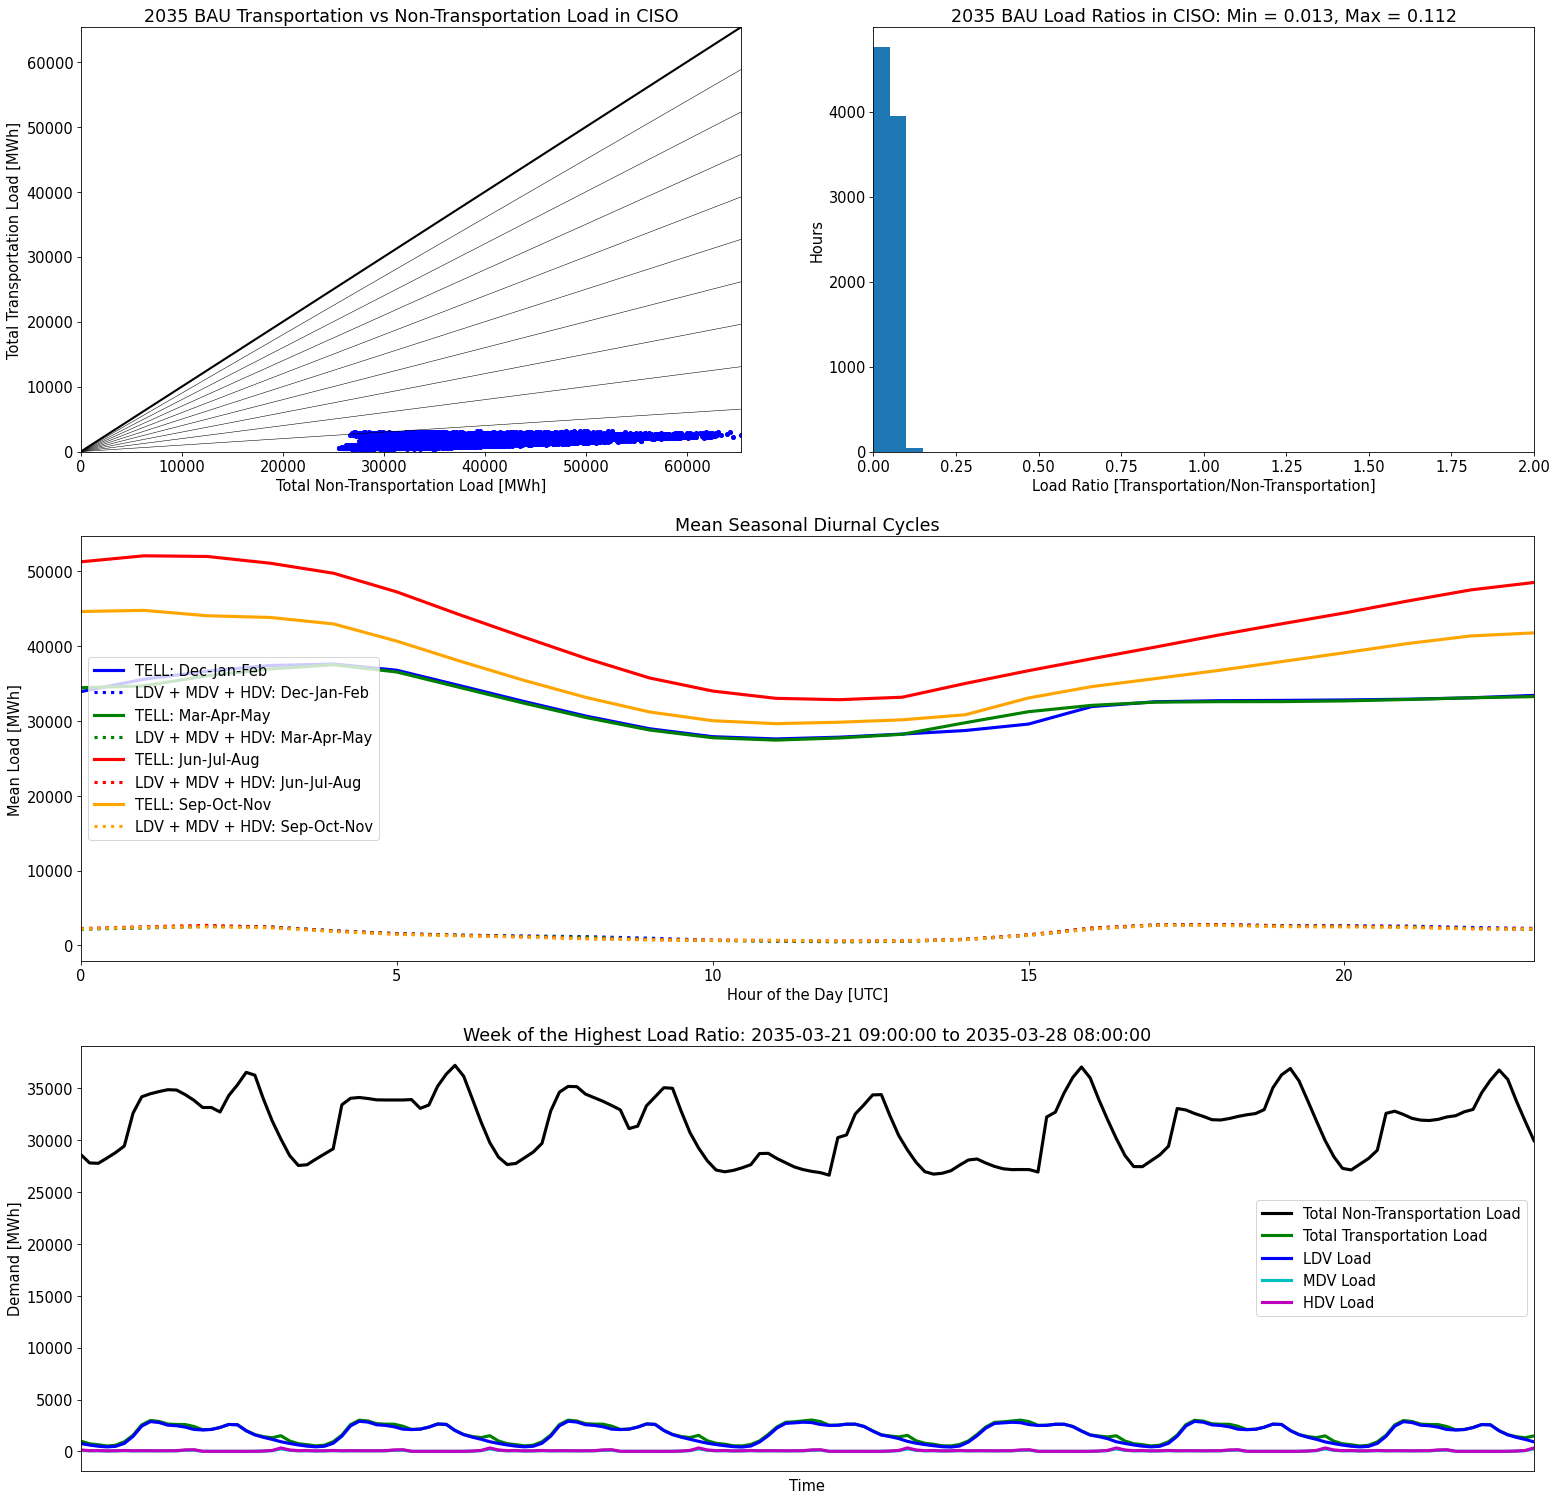 2035 BAU Transportation vs Non-Transportation Load in CISO
Total Transportation Load [MWh]
60000
50000
40000
30000
20000
10000
0
0 10000 20000 30000 40000 50000 60000
Total Non-Transportation Load [MWh]
2035 BAU Load Ratios in CISO: Min = 0.013, Max = 0.112
Hours
4000
3000
2000
1000
0
0.00 0.25 0.50 0.75 1.00 1.25 1.50 1.75 2.00
Load Ratio [Transportation/Non-Transportation]
Mean Seasonal Diurnal Cycles
Mean Load [MWh]
50000
40000
30000
20000
10000
0
TELL: Dec-Jan-Feb
LDV + MDV + HDV: Dec-Jan-Feb
TELL: Mar-Apr-May
LDV + MDV + HDV: Mar-Apr-May
TELL: Jun-Jul-Aug
LDV + MDV + HDV: Jun-Jul-Aug
TELL: Sep-Oct-Nov
LDV + MDV + HDV: Sep-Oct-Nov
0 5 10 15 20
Hour of the Day [UTC]
Week of the Highest Load Ratio: 2035-03-21 09:00:00 to 2035-03-28 08:00:00
Demand [MWh]
35000
30000
25000
20000
15000
10000
5000
0
Total Non-Transportation Load
Total Transportation Load
LDV Load
MDV Load
HDV Load
Time